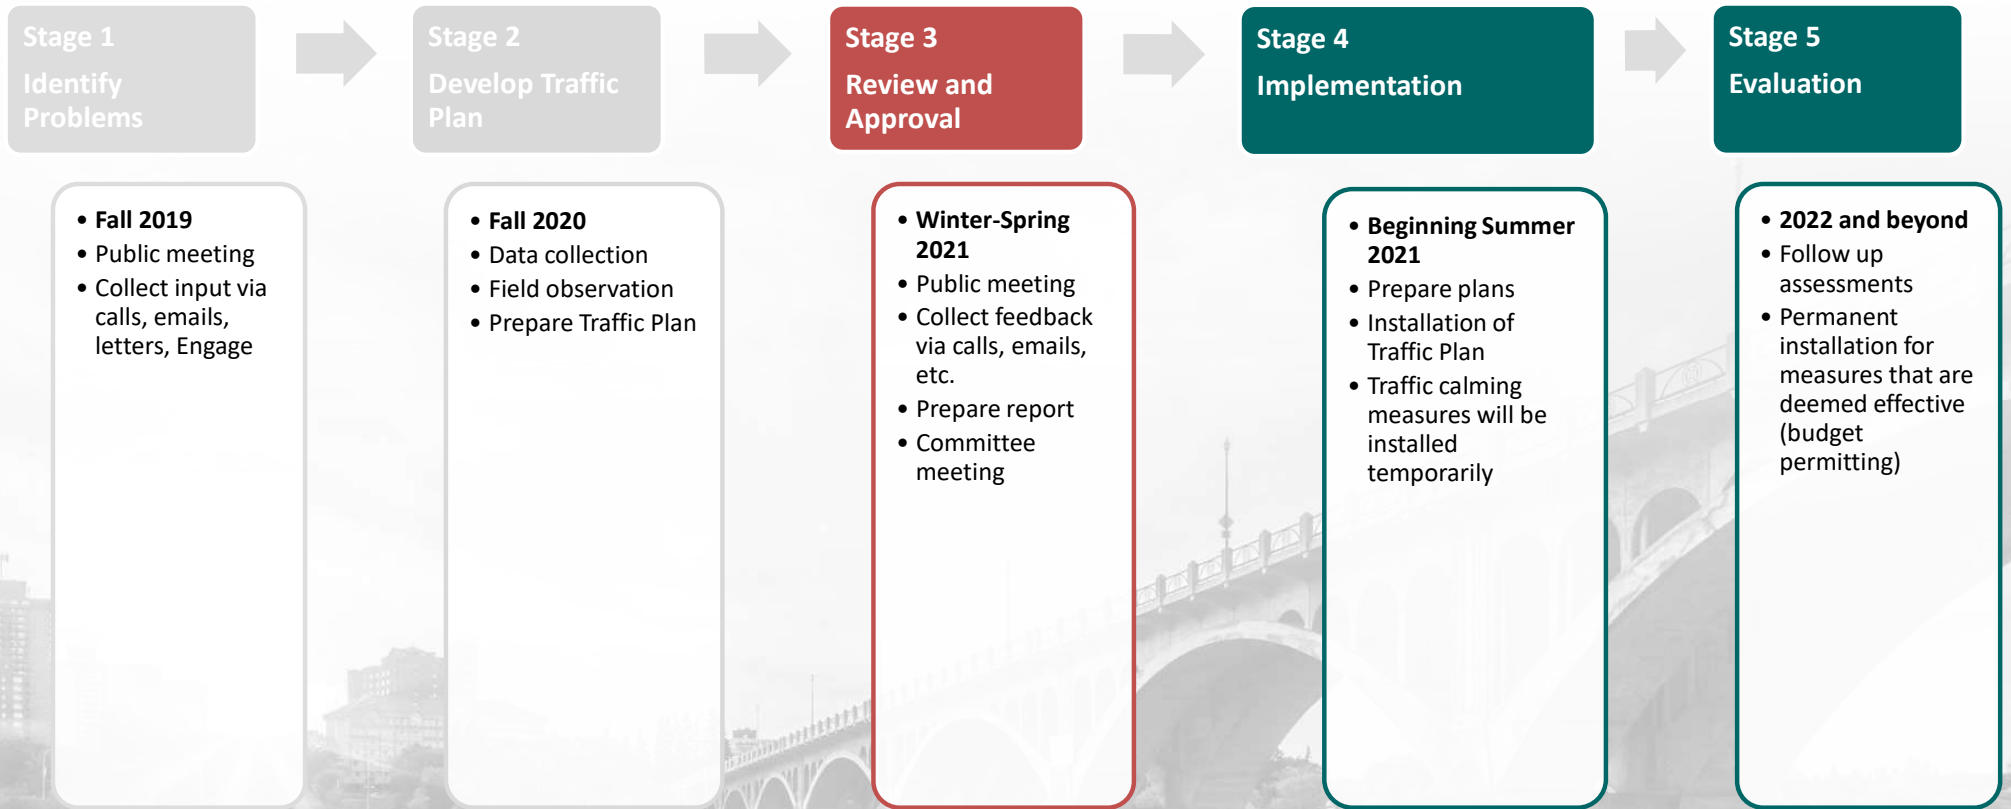 Stage 1
Identify
Problems
• Fall 2019
• Public meeting
• Collect input via
calls, emails,
letters, Engage
Stage 2
Develop Traffic
Plan
• Fall 2020
• Data collection
• Field observation
• Prepare Traffic Plan
Stage 3
Review and
Approval
• Winter-Spring
2021
• Public meeting
• Collect feedback
via calls, emails,
etc.
• Prepare report
• Committee
meeting
Stage 4
Implementation
• Beginning Summer
2021
• Prepare plans
• Installation of
Traffic Plan
• Traffic calming
measures will be
installed
temporarily
Stage 5
Evaluation
• 2022 and beyond
• Follow up
assessments
• Permanent
installation for
measures that are
deemed effective
(budget
permitting)